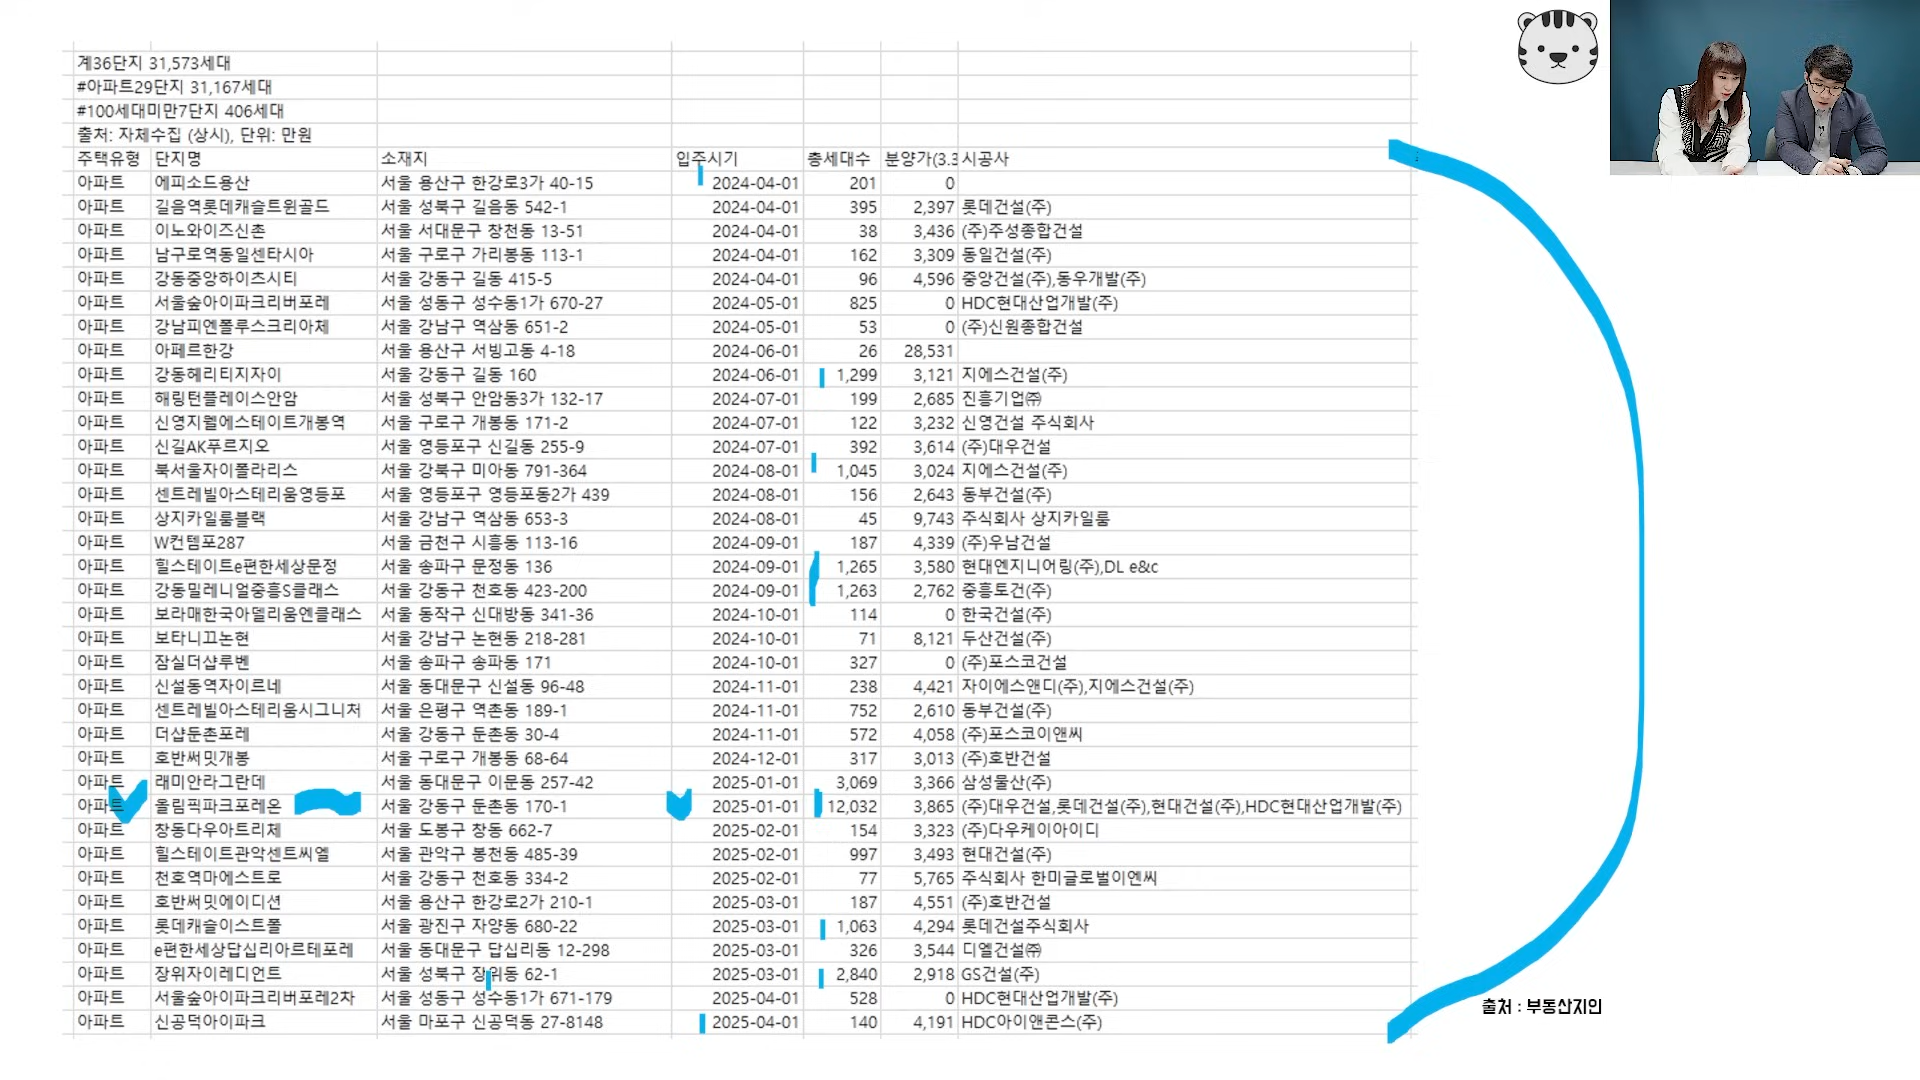 계36단지 31,573세대
#아파트29단지 31,167세대
#100세대미만7단지 406세대
출처: 자체수집 (상시), 단위: 만원
주택유형 단지명 소재지 입주시기 총세대수 분양가(3.3 시공사
아파트 에피소드용산 서울 용산구 한강로3가 40-15 2024-04-01 201 0
아파트 길음역롯데캐슬트윈골드 서울 성북구 길음동 542-1 2024-04-01 395 2,397 롯데건설(주)
아파트 이노와이즈신촌 서울 서대문구 창천동 13-51 2024-04-01 38 3,436 (주)주성종합건설
아파트 남구로역동일센타시아 서울 구로구 가리봉동 113-1 2024-04-01 162 3,309 동일건설(주)
아파트 강동중앙하이츠시티 서울 강동구 길동 415-5 2024-04-01 96 4,596 중앙건설(주),동우개발(주)
아파트 서울숲아이파크리버포레 서울 성동구 성수동1가 670-27 2024-05-01 825 0 HDC현대산업개발(주)
아파트 강남피엔폴루스크리아체 서울 강남구 역삼동 651-2 2024-05-01 53 0 (주)신원종합건설
아파트 아페르한강 서울 용산구 서빙고동 4-18 2024-06-01 26 28,531
아파트 강동헤리티지자이 서울 강동구 길동 160 2024-06-01 1,299 3,121 지에스건설(주)
아파트 해링턴플레이스안암 서울 성북구 안암동3가 132-17 2024-07-01 199 2,685 진흥기업㈜
아파트 신영지웰에스테이트개봉역 서울 구로구 개봉동 171-2 2024-07-01 122 3,232 신영건설 주식회사
아파트 신길AK푸르지오 서울 영등포구 신길동 255-9 2024-07-01 392 3,614 (주)대우건설
아파트 북서울자이폴라리스 서울 강북구 미아동 791-364 2024-08-01 1,045 3,024 지에스건설(주)
아파트 센트레빌아스테리움영등포 서울 영등포구 영등포동2가 439 2024-08-01 156 2,643 동부건설(주)
아파트 상지카일룸블랙 서울 강남구 역삼동 653-3 2024-08-01 45 9,743 주식회사 상지카일룸
아파트 W컨템포287 서울 금천구 시흥동 113-16 2024-09-01 187 4,339 (주)우남건설
아파트 힐스테이트e편한세상문정 서울 송파구 문정동 136 2024-09-01 1,265 3,580 현대엔지니어링(주),DL e&c
아파트 강동밀레니얼중흥S클래스 서울 강동구 천호동 423-200 2024-09-01 1,263 2,762 중흥토건(주)
아파트 보라매한국아델리움엔클래스 서울 동작구 신대방동 341-36 2024-10-01 114 0 한국건설(주)
아파트 보타니끄논현 서울 강남구 논현동 218-281 2024-10-01 71 8,121 두산건설(주)
아파트 잠실더샵루벤 서울 송파구 송파동 171 2024-10-01 327 0 (주)포스코건설
아파트 신설동역자이르네 서울 동대문구 신설동 96-48 2024-11-01 238 4,421 자이에스앤디(주),지에스건설(주)
아파트 센트레빌아스테리움시그니처 서울 은평구 역촌동 189-1 2024-11-01 752 2,610 동부건설(주)
아파트 더샵둔촌포레 서울 강동구 둔촌동 30-4 2024-11-01 572 4,058 (주)포스코이앤씨
아파트 호반써밋개봉 서울 구로구 개봉동 68-64 2024-12-01 317 3,013 (주)호반건설
아파트 래미안라그란데 서울 동대문구 이문동 257-42 2025-01-01 3,069 3,366 삼성물산(주)
아파트 올림픽파크포레온 서울 강동구 둔촌동 170-1 2025-01-01 12,032 3,865 (주)대우건설,롯데건설(주),현대건설(주),HDC현대산업개발(주)
아파트 창동다우아트리체 서울 도봉구 창동 662-7 2025-02-01 154 3,323 (주)다우케이아이디
아파트 힐스테이트관악센트씨엘 서울 관악구 봉천동 485-39 2025-02-01 997 3,493 현대건설(주)
아파트 천호역마에스트로 서울 강동구 천호동 334-2 2025-02-01 77 5,765 주식회사 한미글로벌이엔씨
아파트 호반써밋에이디션 서울 용산구 한강로2가 210-1 2025-03-01 187 4,551 (주)호반건설
아파트 롯데캐슬이스트폴 서울 광진구 자양동 680-22 2025-03-01 1,063 4,294 롯데건설주식회사
아파트 e편한세상답십리아르테포레 서울 동대문구 답십리동 12-298 2025-03-01 326 3,544 디엘건설㈜
아파트 장위자이레디언트 서울 성북구 장위동 62-1 2025-03-01 2,840 2,918 GS건설(주)
아파트 서울숲아이파크리버포레2차 서울 성동구 성수동1가 671-179 2025-04-01 528 0 HDC현대산업개발(주)
아파트 신공덕아이파크 서울 마포구 신공덕동 27-8148 2025-04-01 140 4,191 HDC아이앤콘스(주)
출처 : 부동산지인